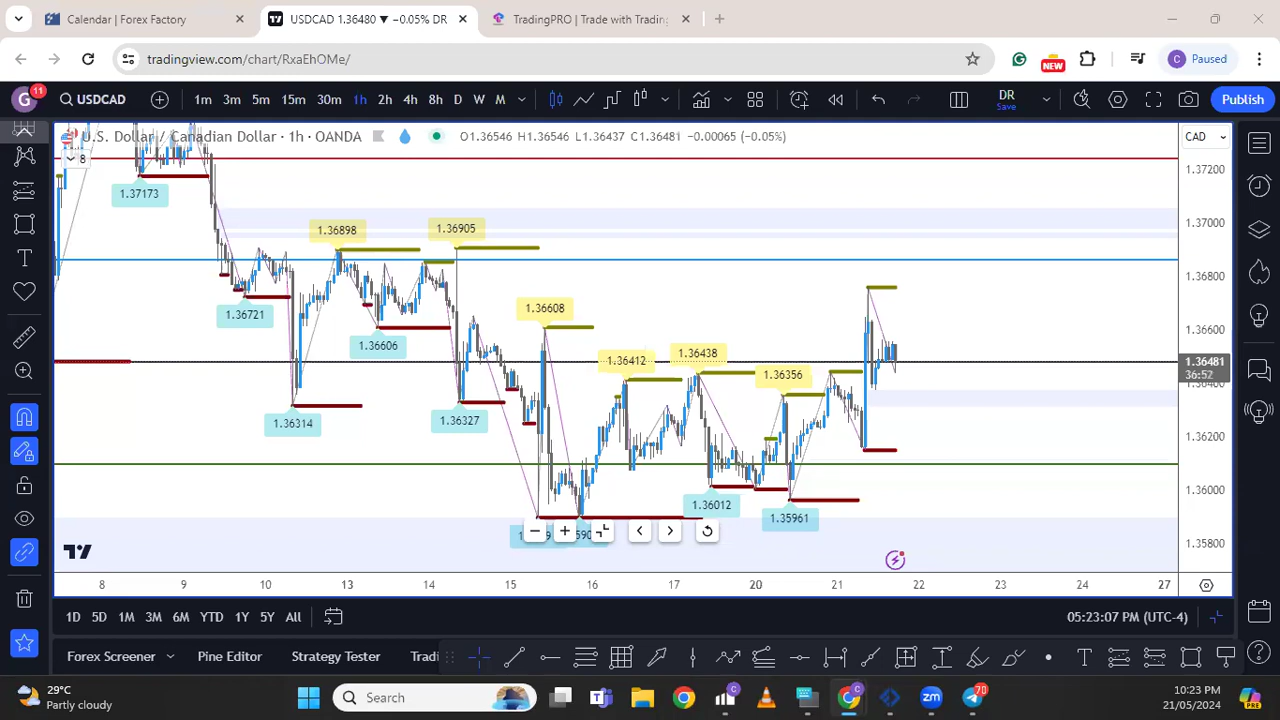 Calendar | Forex Factory
USDCAD 1.36480 ▼ −0.05% DR
TradingPRO | Trade with Trading
tradingview.com/chart/RxaEhOMe/
NEW
C
Paused
G
11
USDCAD
1m 3m 5m 15m 30m 1h 2h 4h 8h D W M
DR
Save
Publish
U.S. Dollar / Canadian Dollar · 1h · OANDA
O1.36546 H1.36546 L1.36437 C1.36481 −0.00065 (−0.05%)
CAD
8
1.37200
1.37173
1.37000
1.36898
1.36905
1.36800
1.36721
1.36608
1.36600
1.36606
1.36412
1.36438
1.36481
36:52
1.36356
1.36400
1.36314
1.36327
1.36200
1.36012
1.36000
1.35961
1.35800
8 9 10 13 14 15 16 17 20 21 22 23 24 27
1D 5D 1M 3M 6M YTD 1Y 5Y All
05:23:07 PM (UTC-4)
Forex Screener
Pine Editor
Strategy Tester
Tradi
29°C
Partly cloudy
Search
70
10:23 PM
21/05/2024